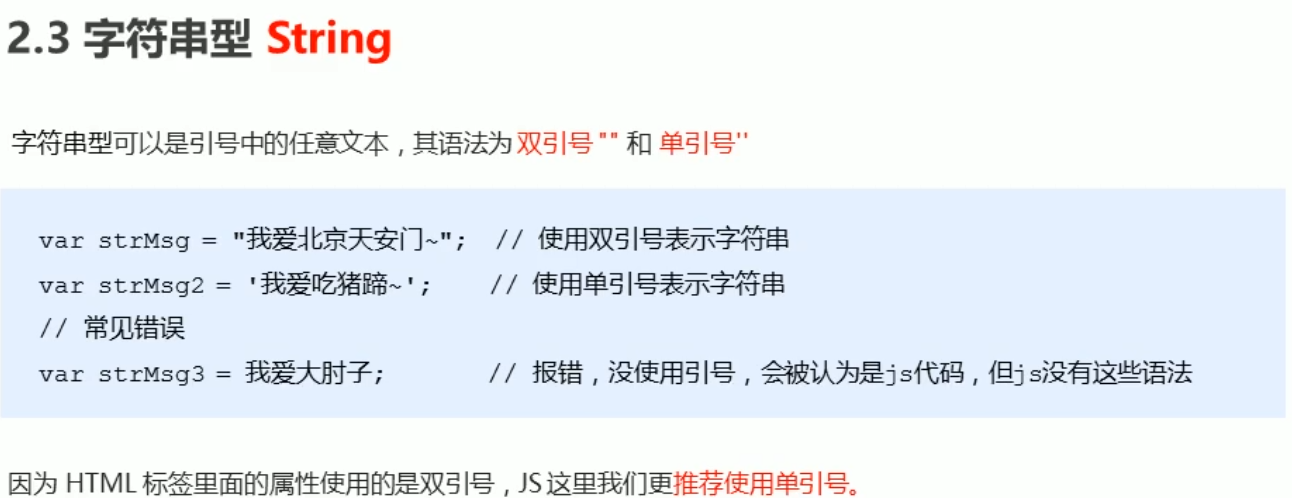 2.3 字符串型 String
字符串型可以是引号中的任意文本，其语法为 双引号 "" 和 单引号''
var strMsg = "我爱北京天安门~";  // 使用双引号表示字符串
var strMsg2 = '我爱吃猪蹄~';    // 使用单引号表示字符串
// 常见错误
var strMsg3 = 我爱大肘子;       // 报错，没使用引号，会被认为是js代码，但js没有这些语法
因为 HTML 标签里面的属性使用的是双引号，JS 这里我们更推荐使用单引号。